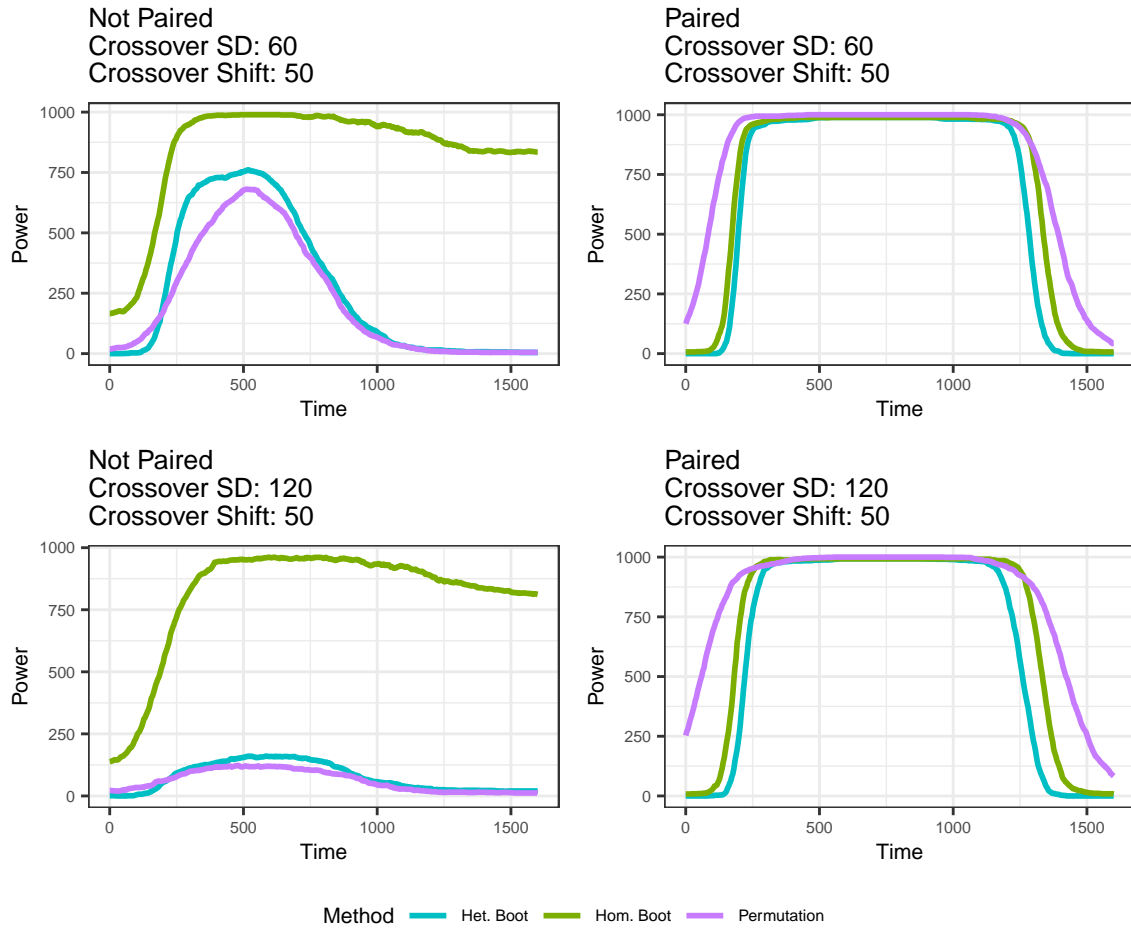 Not Paired
Crossover SD: 60
Crossover Shift: 50
1000
750
500
250
0
Power
0
500
1000
1500
Time
Paired
Crossover SD: 60
Crossover Shift: 50
1000
750
500
250
0
Power
0
500
1000
1500
Time
Not Paired
Crossover SD: 120
Crossover Shift: 50
1000
750
500
250
0
Power
0
500
1000
1500
Time
Paired
Crossover SD: 120
Crossover Shift: 50
1000
750
500
250
0
Power
0
500
1000
1500
Time
Method Het. Boot Hom. Boot Permutation